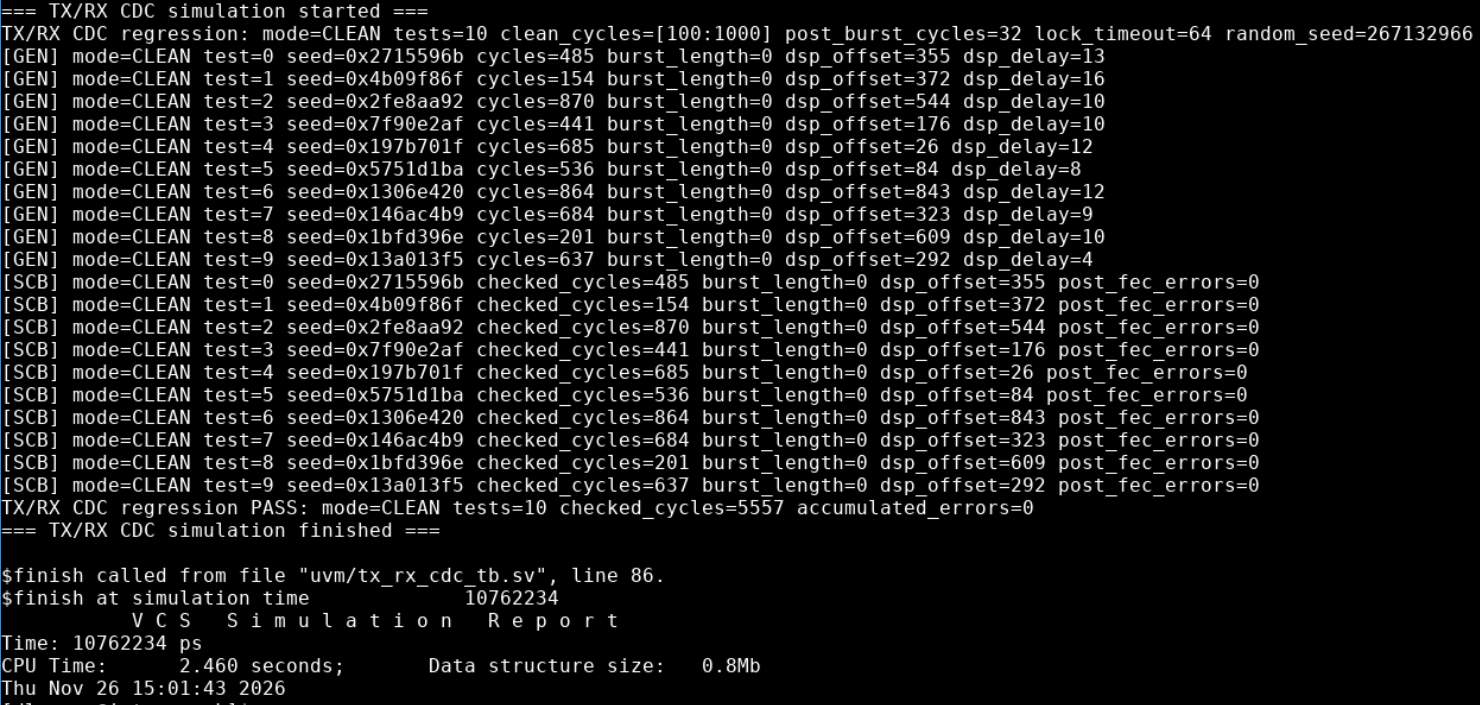 === TX/RX CDC simulation started ===
TX/RX CDC regression: mode=CLEAN tests=10 clean_cycles=[100:1000] post_burst_cycles=32 lock_timeout=64 random_seed=267132966
[GEN] mode=CLEAN test=0 seed=0x2715596b cycles=485 burst_length=0 dsp_offset=355 dsp_delay=13
[GEN] mode=CLEAN test=1 seed=0x4b09f86f cycles=154 burst_length=0 dsp_offset=372 dsp_delay=16
[GEN] mode=CLEAN test=2 seed=0x2fe8aa92 cycles=870 burst_length=0 dsp_offset=544 dsp_delay=10
[GEN] mode=CLEAN test=3 seed=0x7f90e2af cycles=441 burst_length=0 dsp_offset=176 dsp_delay=10
[GEN] mode=CLEAN test=4 seed=0x197b701f cycles=685 burst_length=0 dsp_offset=26 dsp_delay=12
[GEN] mode=CLEAN test=5 seed=0x5751d1ba cycles=536 burst_length=0 dsp_offset=84 dsp_delay=8
[GEN] mode=CLEAN test=6 seed=0x1306e420 cycles=864 burst_length=0 dsp_offset=843 dsp_delay=12
[GEN] mode=CLEAN test=7 seed=0x146ac4b9 cycles=684 burst_length=0 dsp_offset=323 dsp_delay=9
[GEN] mode=CLEAN test=8 seed=0x1bfd396e cycles=201 burst_length=0 dsp_offset=609 dsp_delay=10
[GEN] mode=CLEAN test=9 seed=0x13a013f5 cycles=637 burst_length=0 dsp_offset=292 dsp_delay=4
[SCB] mode=CLEAN test=0 seed=0x2715596b checked_cycles=485 burst_length=0 dsp_offset=355 post_fec_errors=0
[SCB] mode=CLEAN test=1 seed=0x4b09f86f checked_cycles=154 burst_length=0 dsp_offset=372 post_fec_errors=0
[SCB] mode=CLEAN test=2 seed=0x2fe8aa92 checked_cycles=870 burst_length=0 dsp_offset=544 post_fec_errors=0
[SCB] mode=CLEAN test=3 seed=0x7f90e2af checked_cycles=441 burst_length=0 dsp_offset=176 post_fec_errors=0
[SCB] mode=CLEAN test=4 seed=0x197b701f checked_cycles=685 burst_length=0 dsp_offset=26 post_fec_errors=0
[SCB] mode=CLEAN test=5 seed=0x5751d1ba checked_cycles=536 burst_length=0 dsp_offset=84 post_fec_errors=0
[SCB] mode=CLEAN test=6 seed=0x1306e420 checked_cycles=864 burst_length=0 dsp_offset=843 post_fec_errors=0
[SCB] mode=CLEAN test=7 seed=0x146ac4b9 checked_cycles=684 burst_length=0 dsp_offset=323 post_fec_errors=0
[SCB] mode=CLEAN test=8 seed=0x1bfd396e checked_cycles=201 burst_length=0 dsp_offset=609 post_fec_errors=0
[SCB] mode=CLEAN test=9 seed=0x13a013f5 checked_cycles=637 burst_length=0 dsp_offset=292 post_fec_errors=0
TX/RX CDC regression PASS: mode=CLEAN tests=10 checked_cycles=5557 accumulated_errors=0
=== TX/RX CDC simulation finished ===
$finish called from file "uvm/tx_rx_cdc_tb.sv", line 86.
$finish at simulation time 10762234
V C S S i m u l a t i o n R e p o r t
Time: 10762234 ps
CPU Time: 2.460 seconds; Data structure size: 0.8Mb
Thu Nov 26 15:01:43 2026